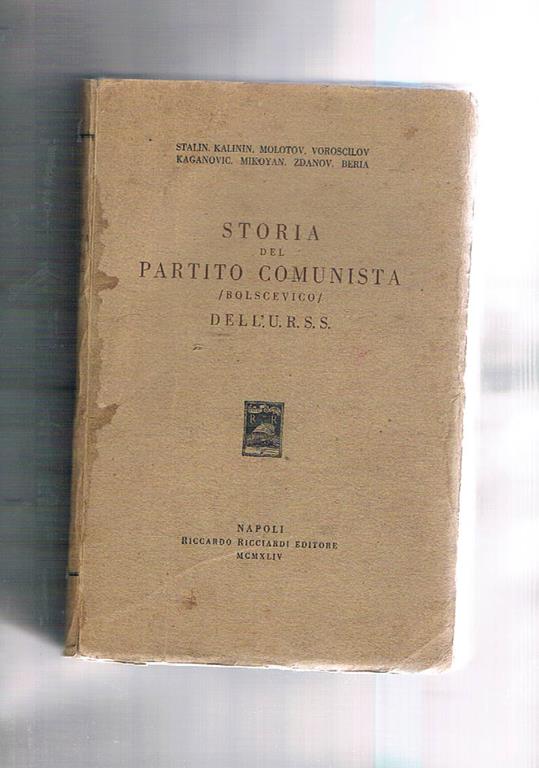 STALIN. KALININ. MOLOTOV. VOROSCILOV
KAGANOVIC. MIKOYAN. ZDANOV. BERIA
STORIA
DEL
PARTITO COMUNISTA
/BOLSCEVICO/
DELL'U.R.S.S.
R R
NAPOLI
RICCARDO RICCIARDI EDITORE
MCMXLIV